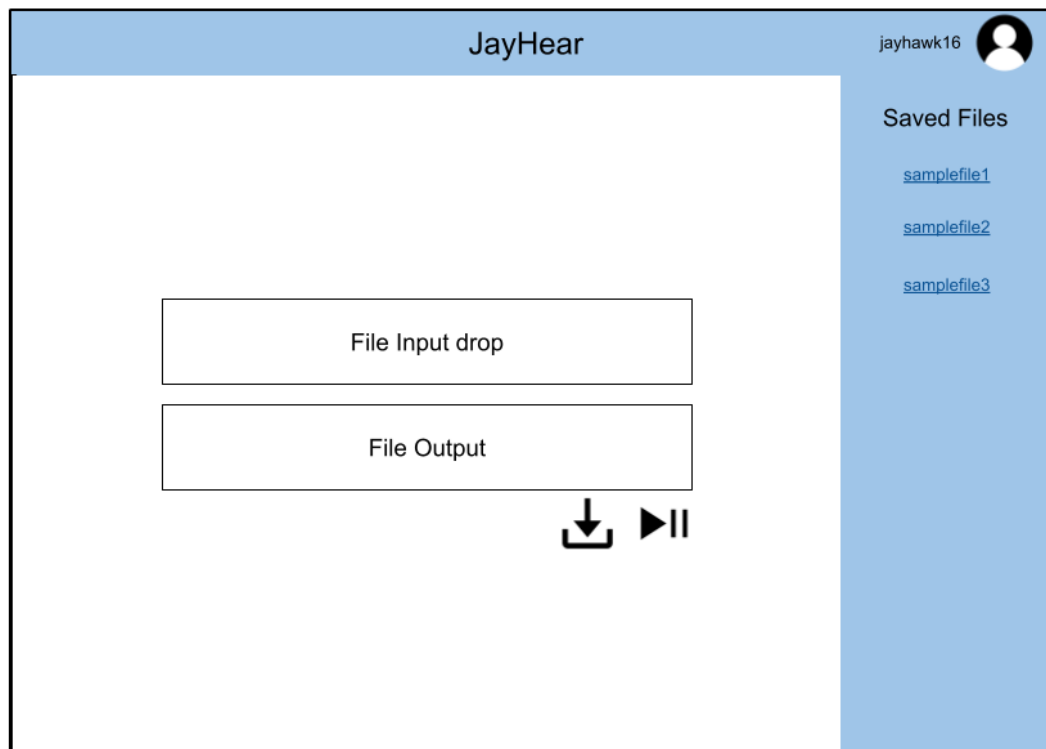 JayHear
jayhawk16
Saved Files
samplefile1
samplefile2
samplefile3
File Input drop
File Output